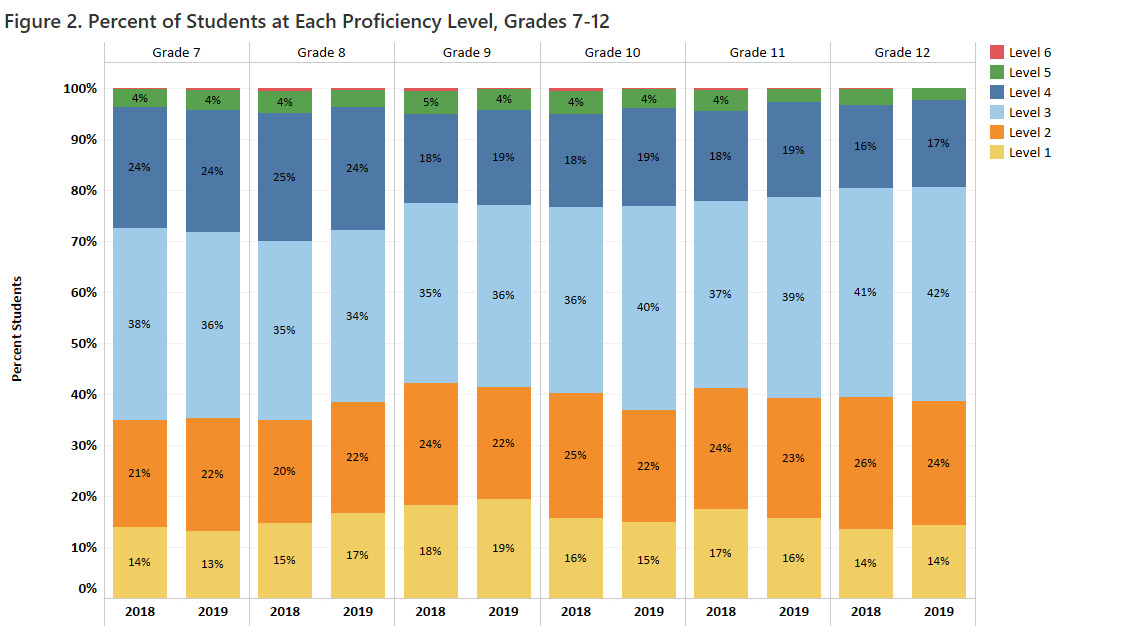 Figure 2. Percent of Students at Each Proficiency Level, Grades 7-12
Grade 7 Grade 8 Grade 9 Grade 10 Grade 11 Grade 12
Level 6
Level 5
Level 4
Level 3
Level 2
Level 1
Percent Students
100%
90%
80%
70%
60%
50%
40%
30%
20%
10%
0%
4% 4% 4% 5% 4% 4% 4% 4%
24% 24% 25% 24% 18% 19% 18% 19% 18% 19% 16% 17%
38% 36% 35% 34% 35% 36% 36% 40% 37% 39% 41% 42%
21% 22% 20% 22% 24% 22% 25% 22% 24% 23% 26% 24%
14% 13% 15% 17% 18% 19% 16% 15% 17% 16% 14% 14%
2018 2019 2018 2019 2018 2019 2018 2019 2018 2019 2018 2019